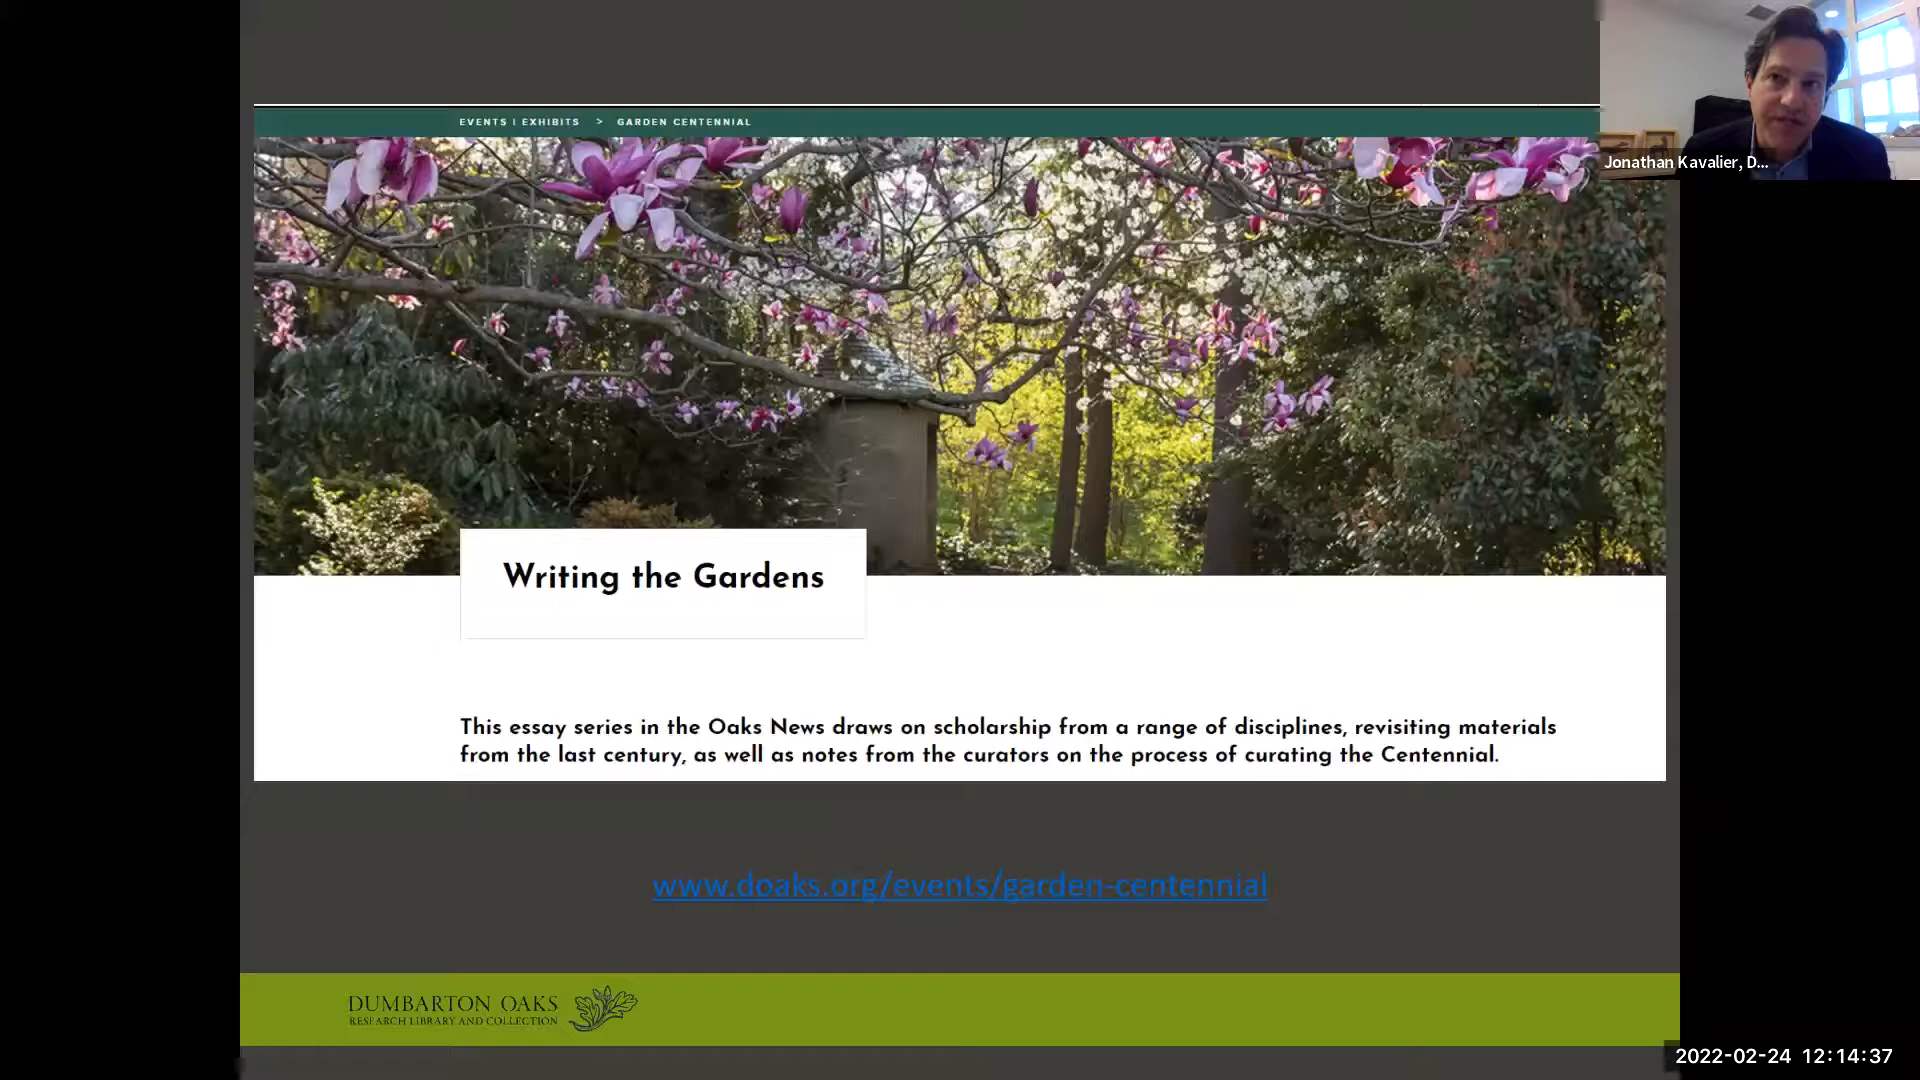 EVENTS | EXHIBITS > GARDEN CENTENNIAL
Jonathan Kavalier, D...
Writing the Gardens
This essay series in the Oaks News draws on scholarship from a range of disciplines, revisiting materials
from the last century, as well as notes from the curators on the process of curating the Centennial.
www.doaks.org/events/garden-centennial
DUMBARTON OAKS
RESEARCH LIBRARY AND COLLECTION
2022-02-24 12:14:37